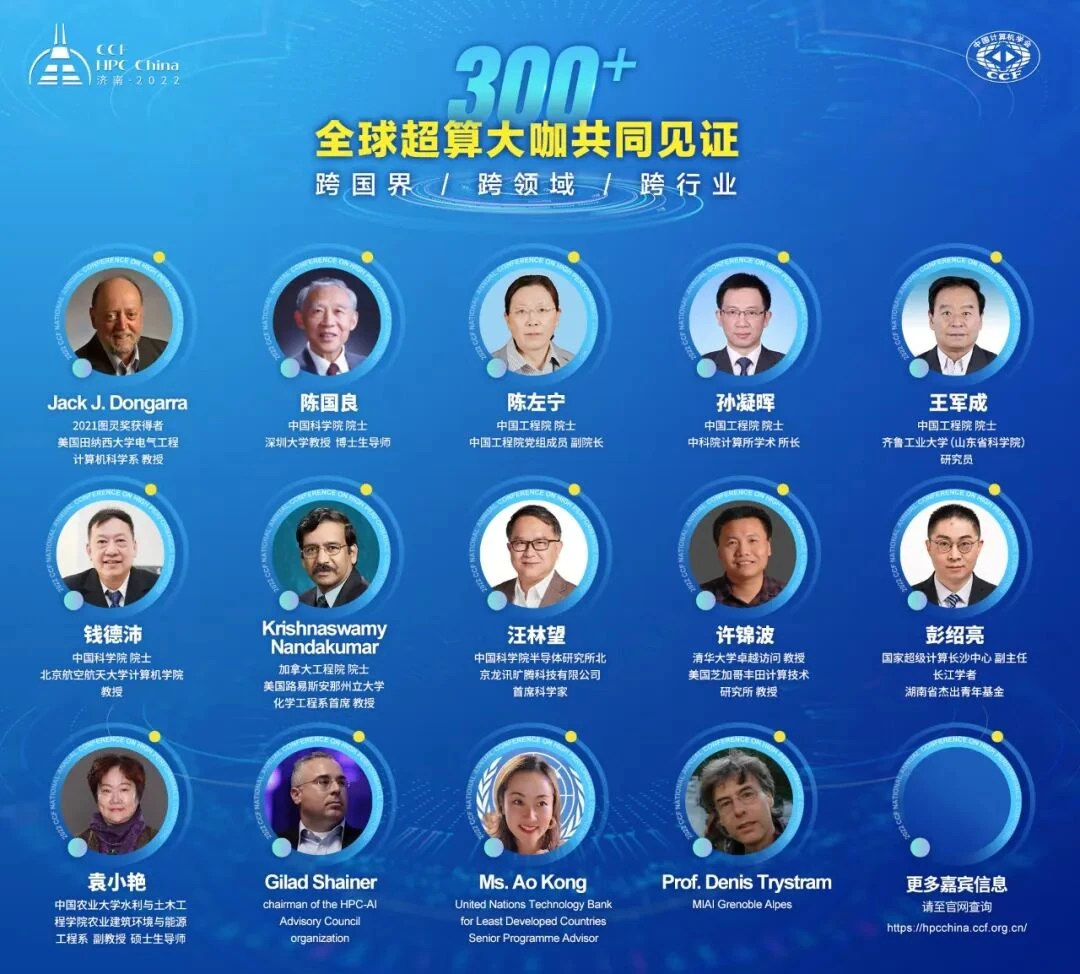 CCF
HPC China
济南·2022
中国计算机学会
CCF
300+
全球超算大咖共同见证
跨国界 / 跨领域 / 跨行业
Jack J. Dongarra
2021图灵奖获得者
美国田纳西大学电气工程
计算机科学系 教授
陈国良
中国科学院 院士
深圳大学教授 博士生导师
陈左宁
中国工程院 院士
中国工程院党组成员 副院长
孙凝晖
中国工程院 院士
中科院计算所学术 所长
王军成
中国工程院 院士
齐鲁工业大学(山东省科学院)
研究员
钱德沛
中国科学院 院士
北京航空航天大学计算机学院
教授
Krishnaswamy
Nandakumar
加拿大工程院 院士
美国路易斯安那州立大学
化学工程系首席 教授
汪林望
中国科学院半导体研究所北
京龙讯旷腾科技有限公司
首席科学家
许锦波
清华大学卓越访问 教授
美国芝加哥丰田计算技术
研究所 教授
彭绍亮
国家超级计算长沙中心 副主任
长江学者
湖南省杰出青年基金
袁小艳
中国农业大学水利与土木工
程学院农业建筑环境与能源
工程系 副教授 硕士生导师
Gilad Shainer
chairman of the HPC-AI
Advisory Council
organization
Ms. Ao Kong
United Nations Technology Bank
for Least Developed Countries
Senior Programme Advisor
Prof. Denis Trystram
MIAI Grenoble Alpes
更多嘉宾信息
请至官网查询
https://hpcchina.ccf.org.cn/